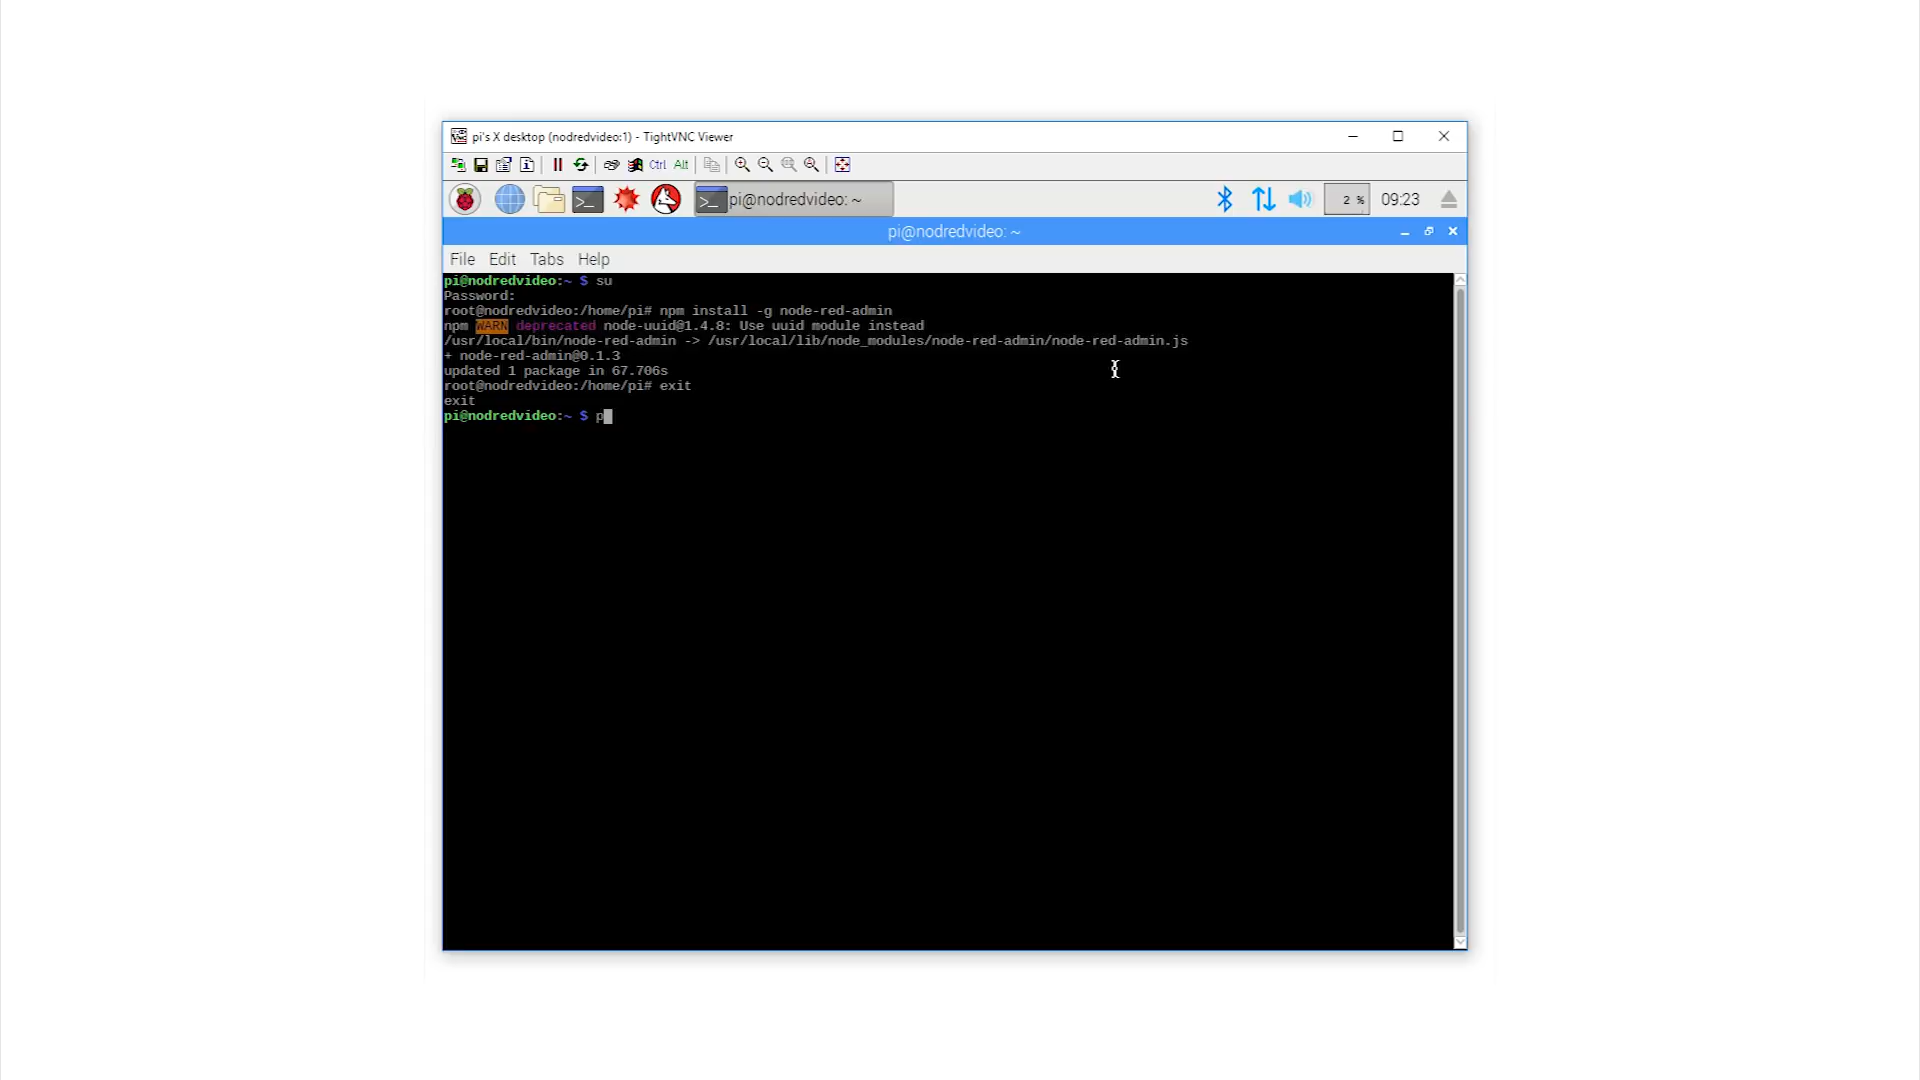 pi's X desktop (nodredvideo:1) - TightVNC Viewer
Ctrl Alt
pi@nodredvideo: ~
2 %
09:23
pi@nodredvideo: ~
File Edit Tabs Help
pi@nodredvideo:~ $ su
Password:
root@nodredvideo:/home/pi# npm install -g node-red-admin
npm WARN deprecated node-uuid@1.4.8: Use uuid module instead
/usr/local/bin/node-red-admin -> /usr/local/lib/node_modules/node-red-admin/node-red-admin.js
+ node-red-admin@0.1.3
updated 1 package in 67.706s
root@nodredvideo:/home/pi# exit
exit
pi@nodredvideo:~ $ p